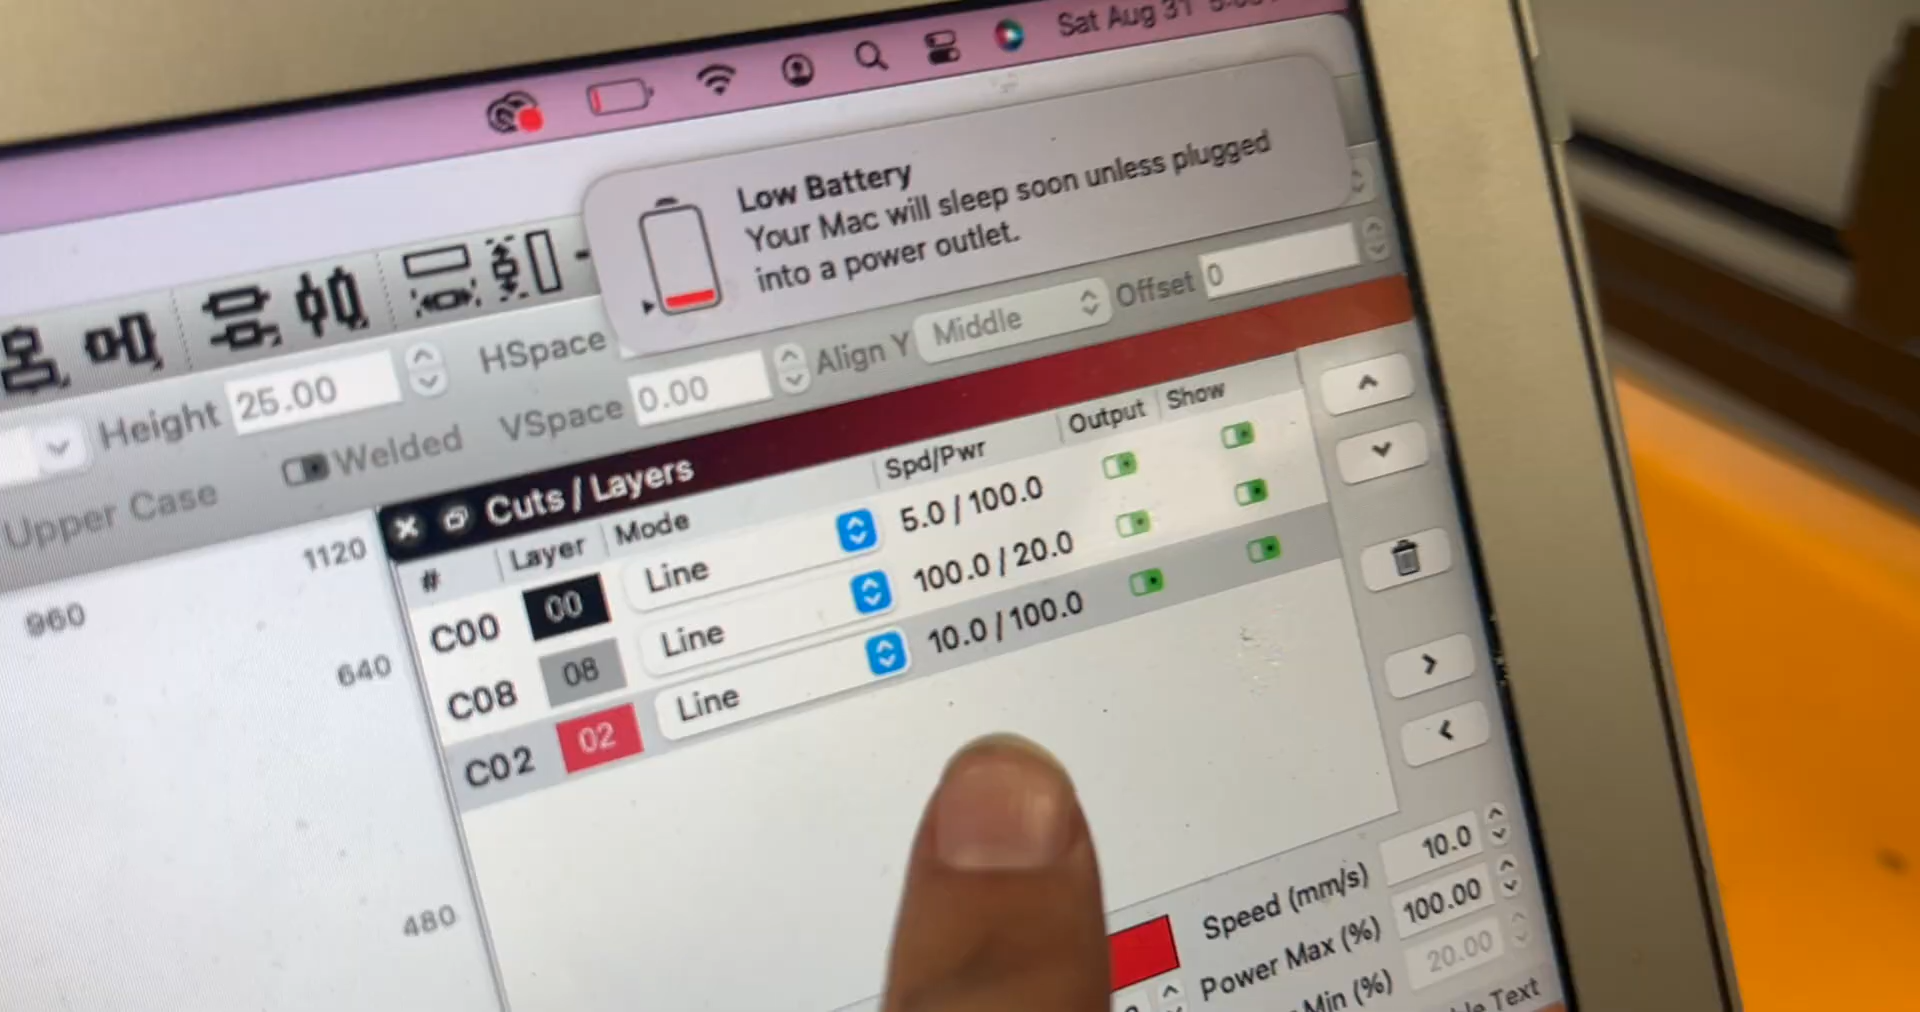 Sat Aug 31
Low Battery
Your Mac will sleep soon unless plugged
into a power outlet.
Height 25.00
HSpace
Align Y Middle
Offset 0
Upper Case
Welded
VSpace 0.00
Cuts / Layers
# Layer Mode Spd/Pwr Output Show
C00 00 Line 5.0 / 100.0
C08 08 Line 100.0 / 20.0
C02 02 Line 10.0 / 100.0
1120
960
640
480
Speed (mm/s) 10.0
Power Max (%) 100.00
Min (%) 20.00
Text